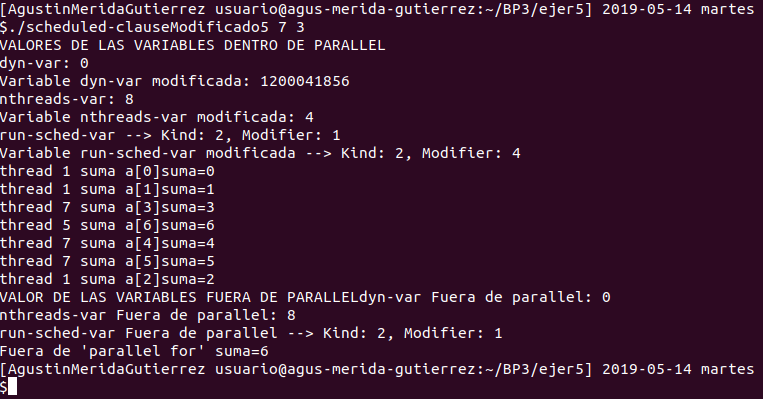 [AgustinMeridaGutierrez usuario@agus-merida-gutierrez:~/BP3/ejer5] 2019-05-14 martes
$./scheduled-clauseModificado5 7 3
VALORES DE LAS VARIABLES DENTRO DE PARALLEL
dyn-var: 0
Variable dyn-var modificada: 1200041856
nthreads-var: 8
Variable nthreads-var modificada: 4
run-sched-var --> Kind: 2, Modifier: 1
Variable run-sched-var modificada --> Kind: 2, Modifier: 4
thread 1 suma a[0]suma=0
thread 1 suma a[1]suma=1
thread 7 suma a[3]suma=3
thread 5 suma a[6]suma=6
thread 7 suma a[4]suma=4
thread 7 suma a[5]suma=5
thread 1 suma a[2]suma=2
VALOR DE LAS VARIABLES FUERA DE PARALLELdyn-var Fuera de parallel: 0
nthreads-var Fuera de parallel: 8
run-sched-var Fuera de parallel --> Kind: 2, Modifier: 1
Fuera de 'parallel for' suma=6
[AgustinMeridaGutierrez usuario@agus-merida-gutierrez:~/BP3/ejer5] 2019-05-14 martes
$